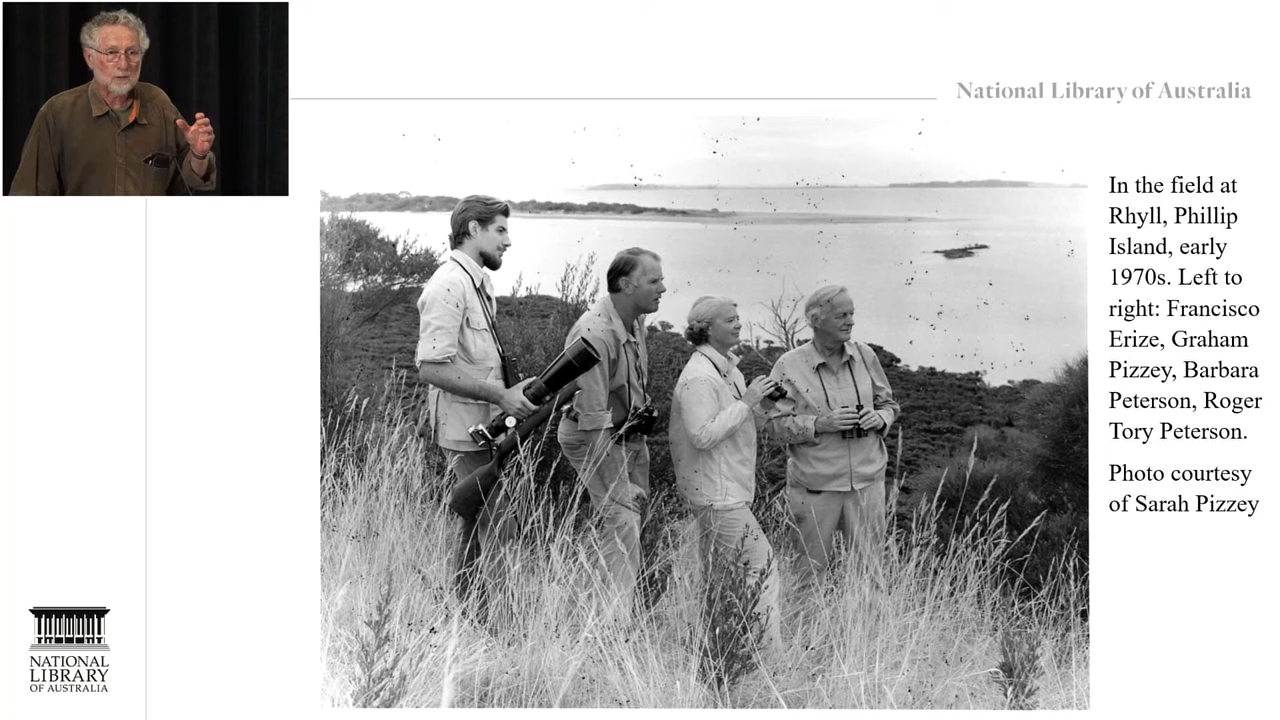 National Library of Australia
In the field at
Rhyll, Phillip
Island, early
1970s. Left to
right: Francisco
Erize, Graham
Pizzey, Barbara
Peterson, Roger
Tory Peterson.
Photo courtesy
of Sarah Pizzey
NATIONAL
LIBRARY
OF AUSTRALIA